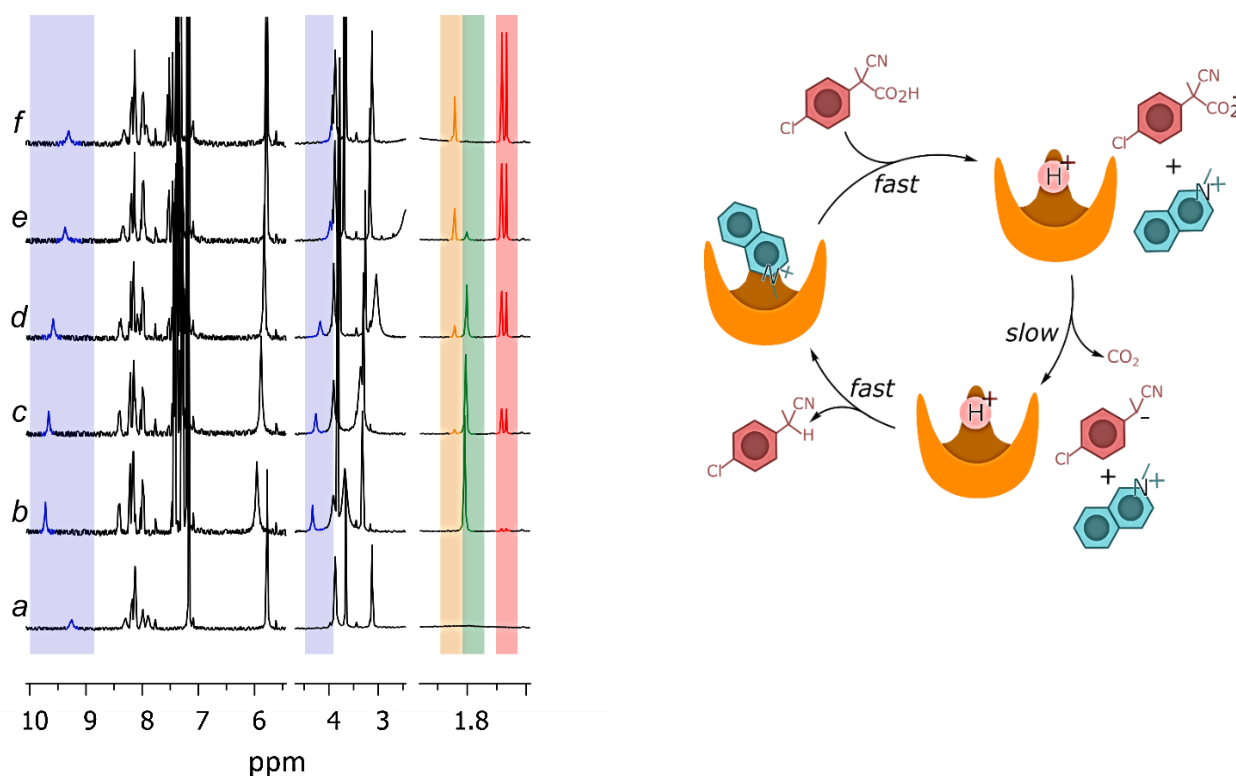 f
e
d
c
b
a
10 9 8 7 6 4 3 1.8
ppm
CN
CO₂H
Cl
fast
H+
CN
CO₂-
Cl
+
N+
N+
slow
CO₂
fast
H+
CN
-
Cl
+
N+
CN
H
Cl